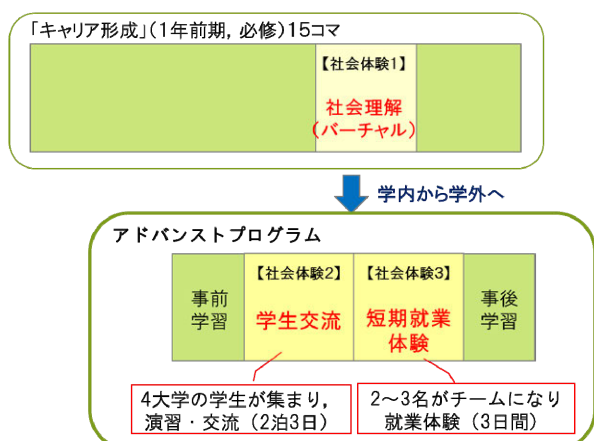 「キャリア形成」(1年前期, 必修)15コマ
【社会体験1】
社会理解
(バーチャル)
学内から学外へ
アドバンストプログラム
事前
学習
【社会体験2】
学生交流
【社会体験3】
短期就業
体験
事後
学習
4大学の学生が集まり,
演習・交流（2泊3日）
2～3名がチームになり
就業体験（3日間）